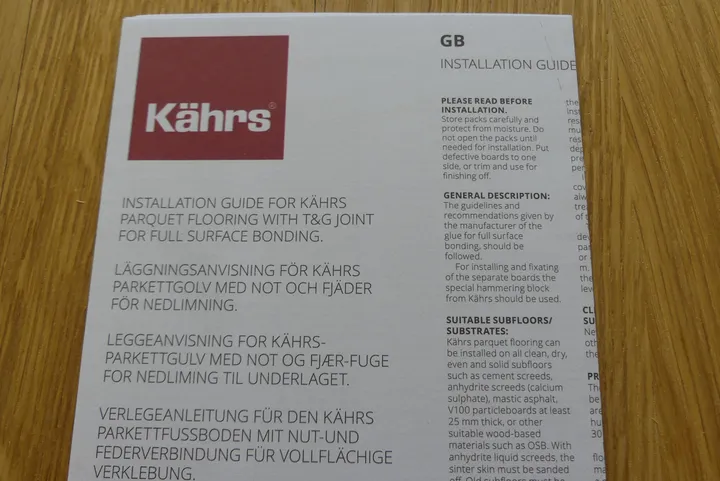 Kährs®
INSTALLATION GUIDE FOR KÄHRS
PARQUET FLOORING WITH T&G JOINT
FOR FULL SURFACE BONDING.
LÄGGNINGSANVISNING FÖR KÄHRS
PARKETTGOLV MED NOT OCH FJÄDER
FÖR NEDLIMNING.
LEGGEANVISNING FOR KÄHRS-
PARKETTGULV MED NOT OG FJÆR-FUGE
FOR NEDLIMING TIL UNDERLAGET.
VERLEGEANLEITUNG FÜR DEN KÄHRS
PARKETTFUSSBODEN MIT NUT-UND
FEDERVERBINDUNG FÜR VOLLFLÄCHIGE
VERKLEBUNG.
GB
INSTALLATION GUIDE
PLEASE READ BEFORE
INSTALLATION.
Store packs carefully and
protect from moisture. Do
not open the packs until
needed for installation. Put
defective boards to one
side, or trim and use for
finishing off.
GENERAL DESCRIPTION:
The guidelines and
recommendations given by
the manufacturer of the
glue for full surface
bonding, should be
followed.
For installing and fixating
of the separate boards the
special hammering block
from Kährs should be used.
SUITABLE SUBFLOORS/
SUBSTRATES:
Kährs parquet flooring can
be installed on all clean, dry,
even and solid subfloors
such as cement screeds,
anhydrite screeds (calcium
sulphate), mastic asphalt,
V100 particleboards at least
25 mm thick, or other
suitable wood-based
materials such as OSB. With
anhydrite liquid screeds, the
sinter skin must be sanded
off. Old subfloors must be